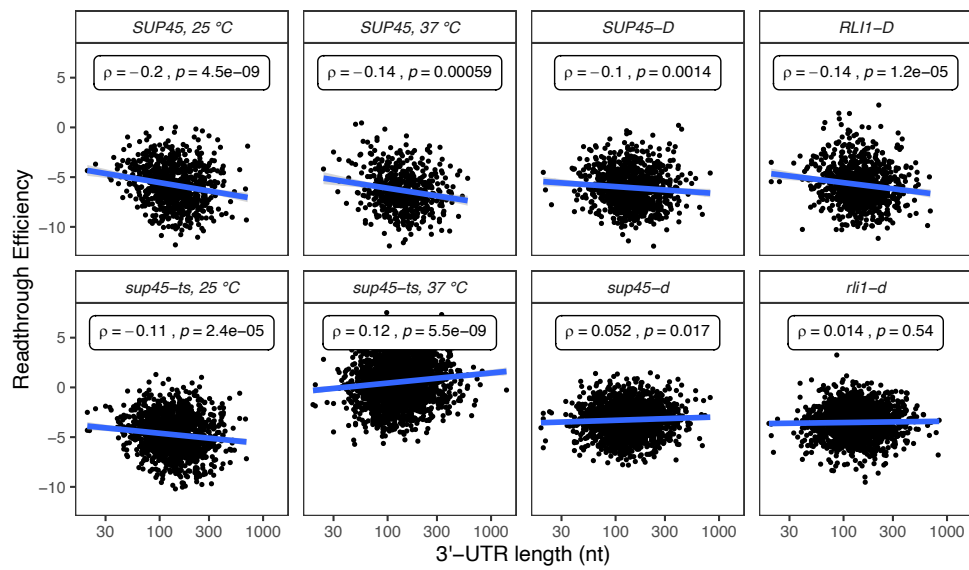 SUP45, 25 °C
SUP45, 37 °C
SUP45−D
RLI1−D
ρ = −0.2 , p = 4.5e−09
ρ = −0.14 , p = 0.00059
ρ = −0.1 , p = 0.0014
ρ = −0.14 , p = 1.2e−05
5
0
−5
−10
sup45−ts, 25 °C
sup45−ts, 37 °C
sup45−d
rli1−d
ρ = −0.11 , p = 2.4e−05
ρ = 0.12 , p = 5.5e−09
ρ = 0.052 , p = 0.017
ρ = 0.014 , p = 0.54
5
0
−5
−10
Readthrough Efficiency
30 100 300 1000
30 100 300 1000
30 100 300 1000
30 100 300 1000
3'−UTR length (nt)